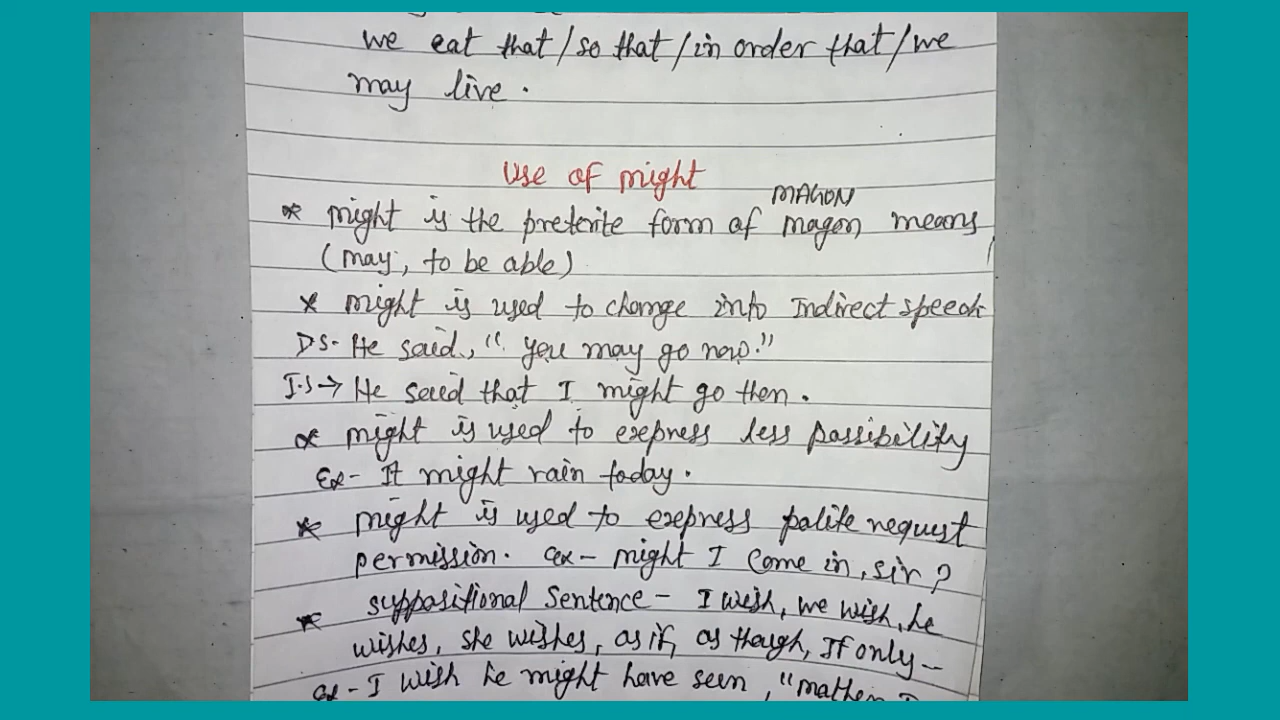 we eat that/so that/in order that/we
may live.
Use of might
MAGON
* might is the preterite form of magon means
(may, to be able)
* might is used to change into Indirect speech
DS- He said, "you may go now."
I.S → He said that I might go then.
* might is used to express less possibility
Ex- It might rain today.
* might is used to express polite request
permission. ex- might I come in, sir?
* suppositional sentence - I wish, we wish, he
wishes, she wishes, as if, as though, If only-
ex- I wish he might have seen, "mother I